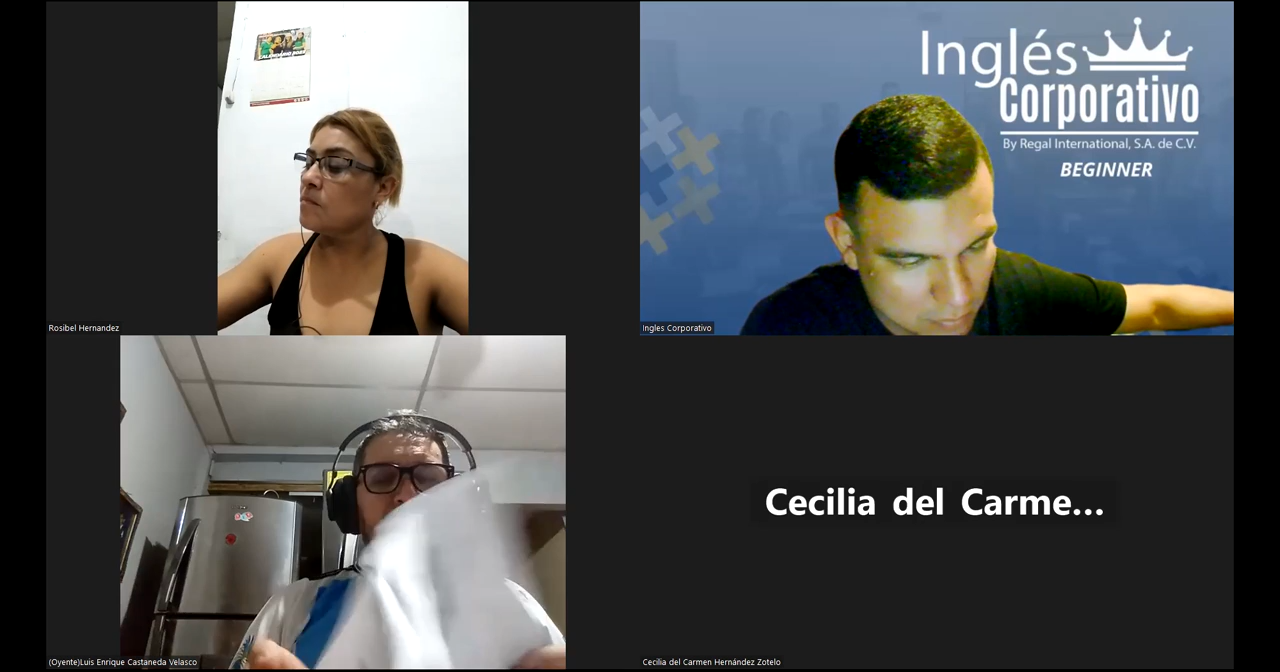 Rosibel Hernandez
Inglés
Corporativo
By Regal International, S.A. de C.V.
BEGINNER
Ingles Corporativo
(Oyente)Luis Enrique Castaneda Velasco
Cecilia del Carme...
Cecilia del Carmen Hernández Zotelo